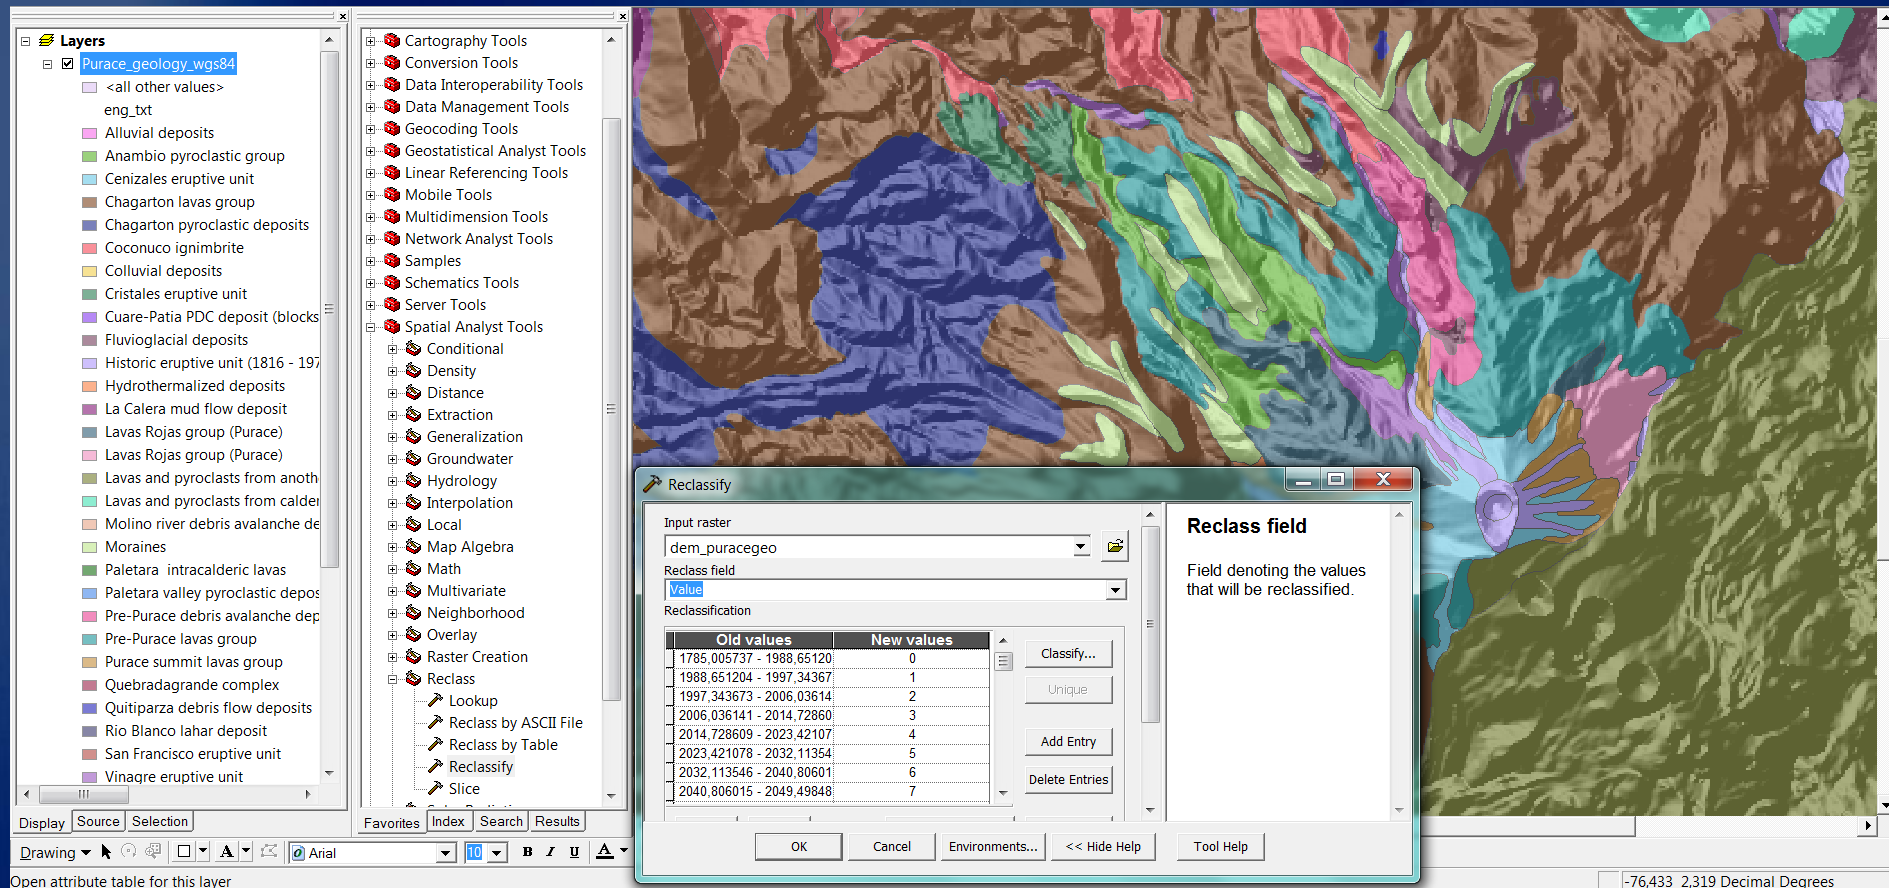 Layers
Purace_geology_wgs84
<all other values>
eng_txt
Alluvial deposits
Anambio pyroclastic group
Cenizales eruptive unit
Chagarton lavas group
Chagarton pyroclastic deposits
Coconuco ignimbrite
Colluvial deposits
Cristales eruptive unit
Cuare-Patia PDC deposit (blocks
Fluvioglacial deposits
Historic eruptive unit (1816 - 197
Hydrothermalized deposits
La Calera mud flow deposit
Lavas Rojas group (Purace)
Lavas Rojas group (Purace)
Lavas and pyroclasts from anoth
Lavas and pyroclasts from calder
Molino river debris avalanche de
Moraines
Paletara  intracalderic lavas
Paletara valley pyroclastic depos
Pre-Purace debris avalanche dep
Pre-Purace lavas group
Purace summit lavas group
Quebradagrande complex
Quitiparza debris flow deposits
Rio Blanco lahar deposit
San Francisco eruptive unit
Vinagre eruptive unit
Display Source Selection
Cartography Tools
Conversion Tools
Data Interoperability Tools
Data Management Tools
Geocoding Tools
Geostatistical Analyst Tools
Linear Referencing Tools
Mobile Tools
Multidimension Tools
Network Analyst Tools
Samples
Schematics Tools
Server Tools
Spatial Analyst Tools
Conditional
Density
Distance
Extraction
Generalization
Groundwater
Hydrology
Interpolation
Local
Map Algebra
Math
Multivariate
Neighborhood
Overlay
Raster Creation
Reclass
Lookup
Reclass by ASCII File
Reclass by Table
Reclassify
Slice
Favorites Index Search Results
Reclassify
Input raster
dem_puracegeo
Reclass field
Value
Reclassification
Old values New values
1785,005737 - 1988,65120 0
1988,651204 - 1997,34367 1
1997,343673 - 2006,03614 2
2006,036141 - 2014,72860 3
2014,728609 - 2023,42107 4
2023,421078 - 2032,11354 5
2032,113546 - 2040,80601 6
2040,806015 - 2049,49848 7
Classify...
Unique
Add Entry
Delete Entries
Reclass field
Field denoting the values
that will be reclassified.
OK Cancel Environments... << Hide Help Tool Help
Drawing A Arial 10 B I U A
Open attribute table for this layer
-76,433  2,319 Decimal Degrees